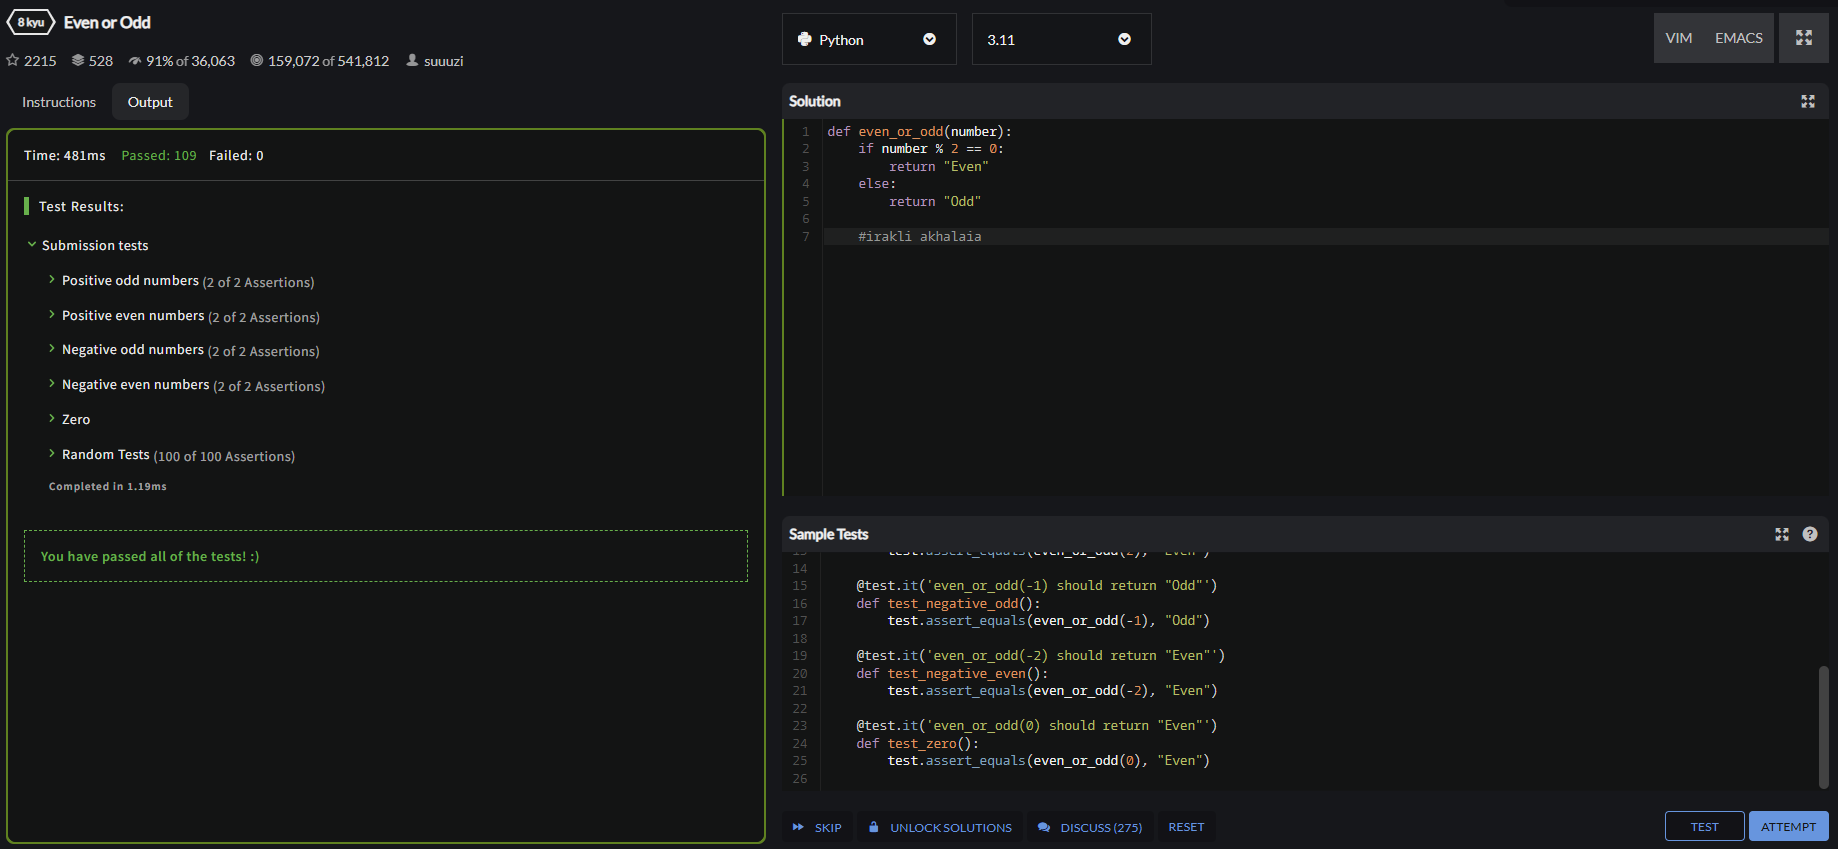 8 kyu Even or Odd
2215 528 91% of 36,063 159,072 of 541,812 suuuzi
Instructions Output
Time: 481ms Passed: 109 Failed: 0
Test Results:
Submission tests
Positive odd numbers (2 of 2 Assertions)
Positive even numbers (2 of 2 Assertions)
Negative odd numbers (2 of 2 Assertions)
Negative even numbers (2 of 2 Assertions)
Zero
Random Tests (100 of 100 Assertions)
Completed in 1.19ms
You have passed all of the tests! :)
Python 3.11 VIM EMACS
Solution
1 def even_or_odd(number):
2 if number % 2 == 0:
3 return "Even"
4 else:
5 return "Odd"
6
7 #irakli akhalaia
Sample Tests
13 test.assert_equals(even_or_odd(2), "Even")
14
15 @test.it('even_or_odd(-1) should return "Odd"')
16 def test_negative_odd():
17 test.assert_equals(even_or_odd(-1), "Odd")
18
19 @test.it('even_or_odd(-2) should return "Even"')
20 def test_negative_even():
21 test.assert_equals(even_or_odd(-2), "Even")
22
23 @test.it('even_or_odd(0) should return "Even"')
24 def test_zero():
25 test.assert_equals(even_or_odd(0), "Even")
26
SKIP UNLOCK SOLUTIONS DISCUSS (275) RESET TEST ATTEMPT